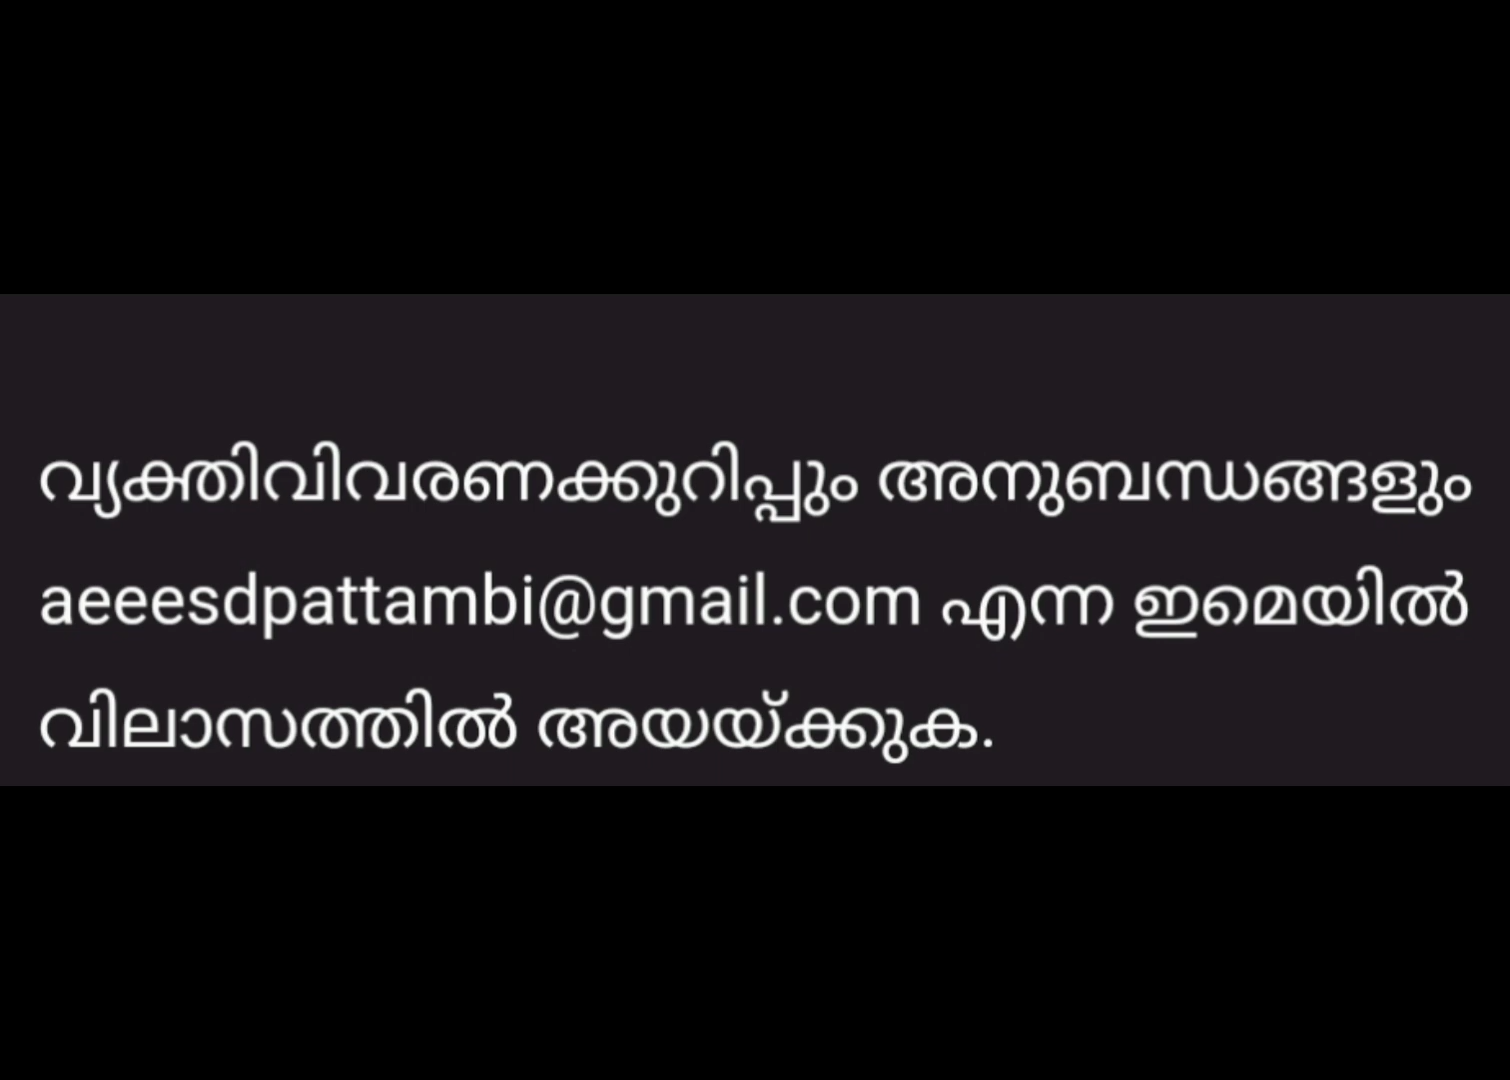 വ്യക്തിവിവരണക്കുറിപ്പും അനുബന്ധങ്ങളും
aeeesdpattambi@gmail.com എന്ന ഇമെയിൽ
വിലാസത്തിൽ അയയ്ക്കുക.